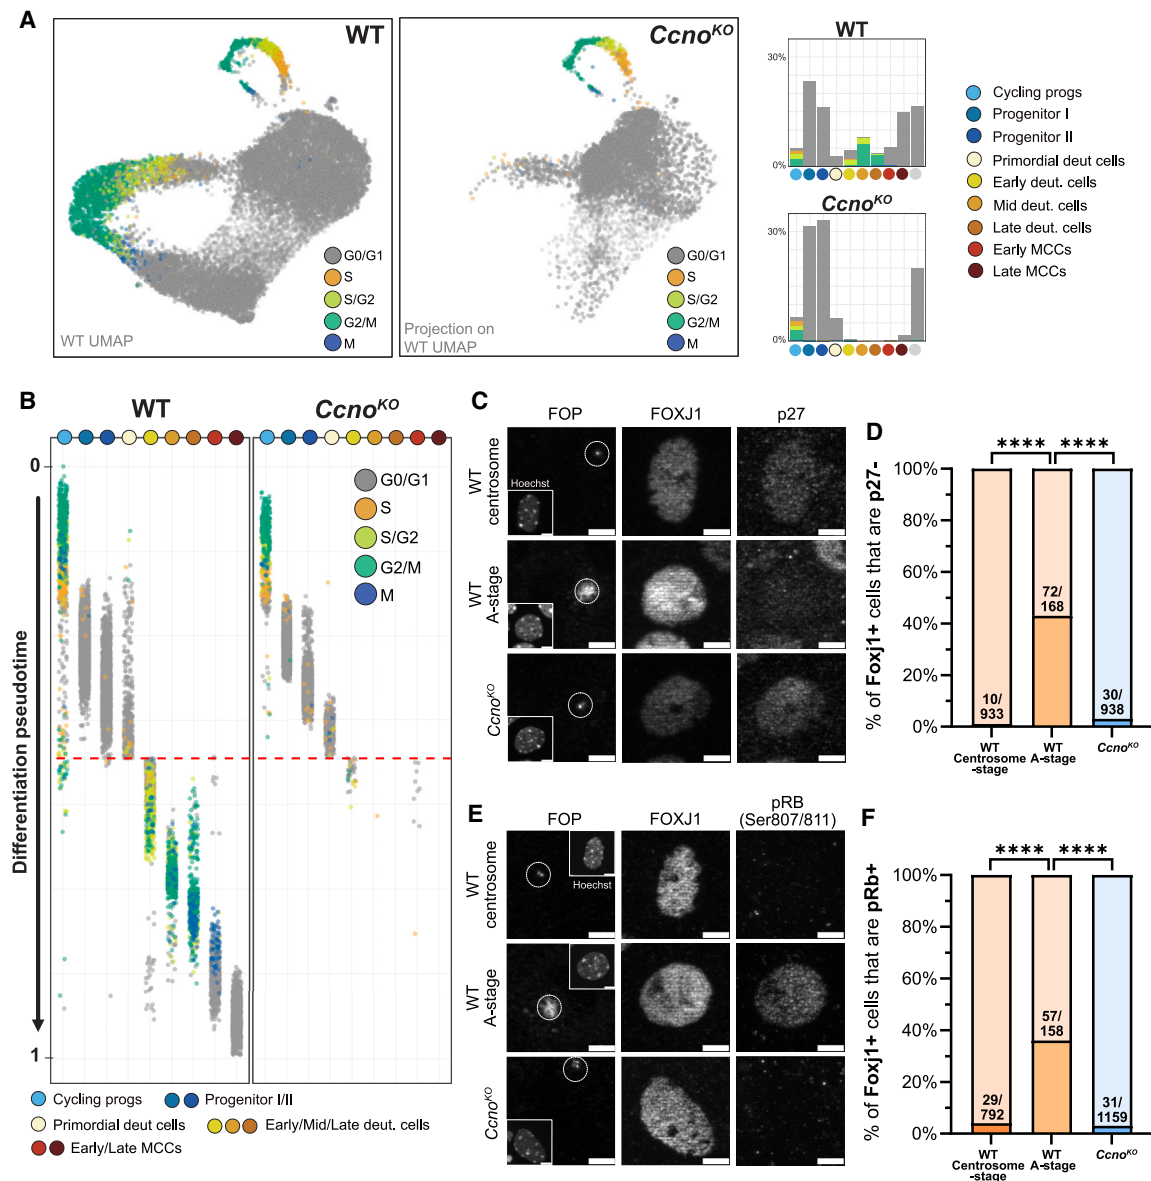 A
WT
WT UMAP
G0/G1
S
S/G2
G2/M
M
Ccno^KO
Projection on
WT UMAP
G0/G1
S
S/G2
G2/M
M
WT
30%
0%
Ccno^KO
30%
0%
Cycling progs
Progenitor I
Progenitor II
Primordial deut cells
Early deut. cells
Mid deut. cells
Late deut. cells
Early MCCs
Late MCCs
B
WT
Ccno^KO
Differentiation pseudotime
0
1
G0/G1
S
S/G2
G2/M
M
Cycling progs
Progenitor I/II
Primordial deut cells
Early/Mid/Late deut. cells
Early/Late MCCs
C
FOP
FOXJ1
p27
WT
centrosome
Hoechst
WT
A-stage
Ccno^KO
D
% of Foxj1+ cells that are p27-
****
****
100%
80%
60%
40%
20%
0%
10/
933
72/
168
30/
938
WT
Centrosome
-stage
WT
A-stage
Ccno^KO
E
FOP
FOXJ1
pRB
(Ser807/811)
WT
centrosome
Hoechst
WT
A-stage
Ccno^KO
F
% of Foxj1+ cells that are pRb+
****
****
100%
80%
60%
40%
20%
0%
29/
792
57/
158
31/
1159
WT
Centrosome
-stage
WT
A-stage
Ccno^KO